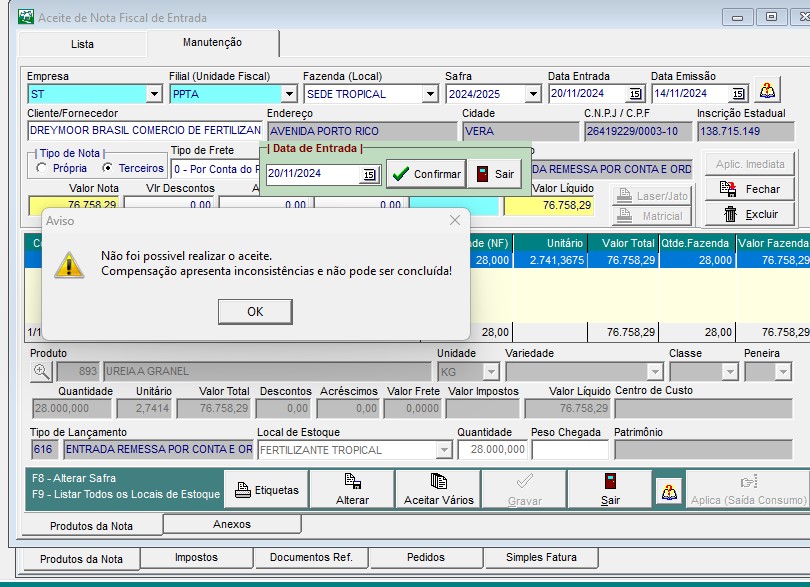 Aceite de Nota Fiscal de Entrada
Lista
Manutenção
Empresa
Filial (Unidade Fiscal)
Fazenda (Local)
Safra
Data Entrada
Data Emissão
ST
PPTA
SEDE TROPICAL
2024/2025
20/11/2024
15
14/11/2024
15
Cliente/Fornecedor
Endereço
Cidade
C.N.P.J / C.P.F
Inscrição Estadual
DREYMOOR BRASIL COMERCIO DE FERTILIZAN
AVENIDA PORTO RICO
VERA
26419229/0003-10
138.715.149
Tipo de Nota
Própria
Terceiros
Tipo de Frete
0 - Por Conta do
Data de Entrada
20/11/2024
15
Confirmar
Sair
DA REMESSA POR CONTA E ORD
Aplic. Imediata
Valor Nota
Vlr Descontos
Valor Líquido
Laser/Jato
Fechar
76.758,29
0,00
0,00
76.758,29
Matricial
Excluir
Aviso
Não foi possivel realizar o aceite.
Compensação apresenta inconsistências e não pode ser concluída!
OK
de (NF)
Unitário
Valor Total
Qtde.Fazenda
Valor Fazenda
28,000
2.741,3675
76.758,29
28,000
76.758,29
1/1
28,00
76.758,29
28,00
76.758,29
Produto
Unidade
Variedade
Classe
Peneira
893
UREIA A GRANEL
KG
Quantidade
Unitário
Valor Total
Descontos
Acréscimos
Valor Frete
Valor Impostos
Valor Líquido
Centro de Custo
28.000,000
2,7414
76.758,29
0,00
0,00
0,0000
76.758,29
Tipo de Lançamento
Local de Estoque
Quantidade
Peso Chegada
Patrimônio
616
ENTRADA REMESSA POR CONTA E OR
FERTILIZANTE TROPICAL
28.000,000
F8 - Alterar Safra
F9 - Listar Todos os Locais de Estoque
Etiquetas
Alterar
Aceitar Vários
Gravar
Sair
Aplica (Saída Consumo)
Produtos da Nota
Anexos
Produtos da Nota
Impostos
Documentos Ref.
Pedidos
Simples Fatura